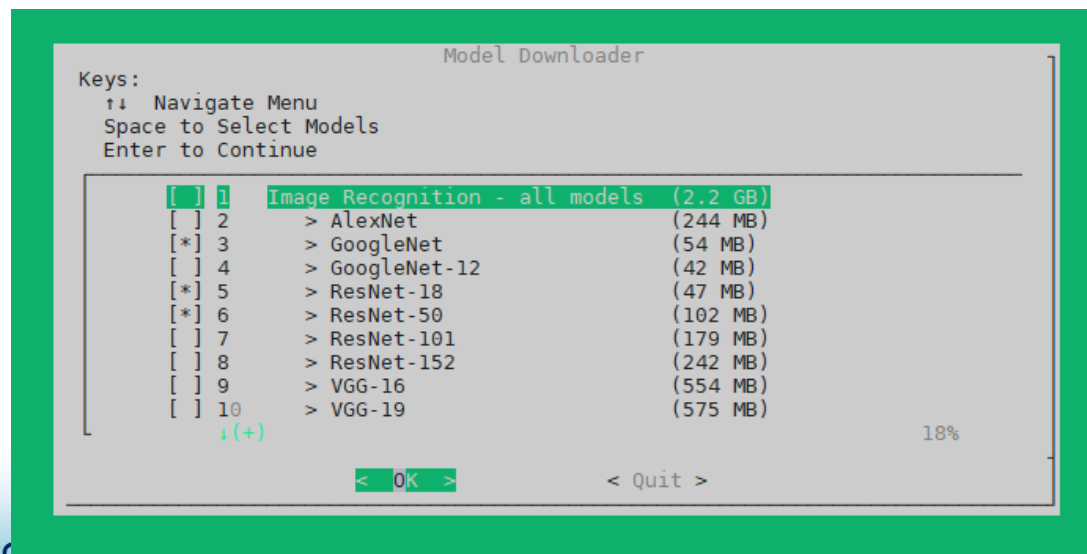 Model Downloader
Keys:
↑↓ Navigate Menu
Space to Select Models
Enter to Continue
[ ] 1 Image Recognition - all models (2.2 GB)
[ ] 2 > AlexNet (244 MB)
[*] 3 > GoogleNet (54 MB)
[ ] 4 > GoogleNet-12 (42 MB)
[*] 5 > ResNet-18 (47 MB)
[*] 6 > ResNet-50 (102 MB)
[ ] 7 > ResNet-101 (179 MB)
[ ] 8 > ResNet-152 (242 MB)
[ ] 9 > VGG-16 (554 MB)
[ ] 10 > VGG-19 (575 MB)
↓(+) 18%
< OK > < Quit >